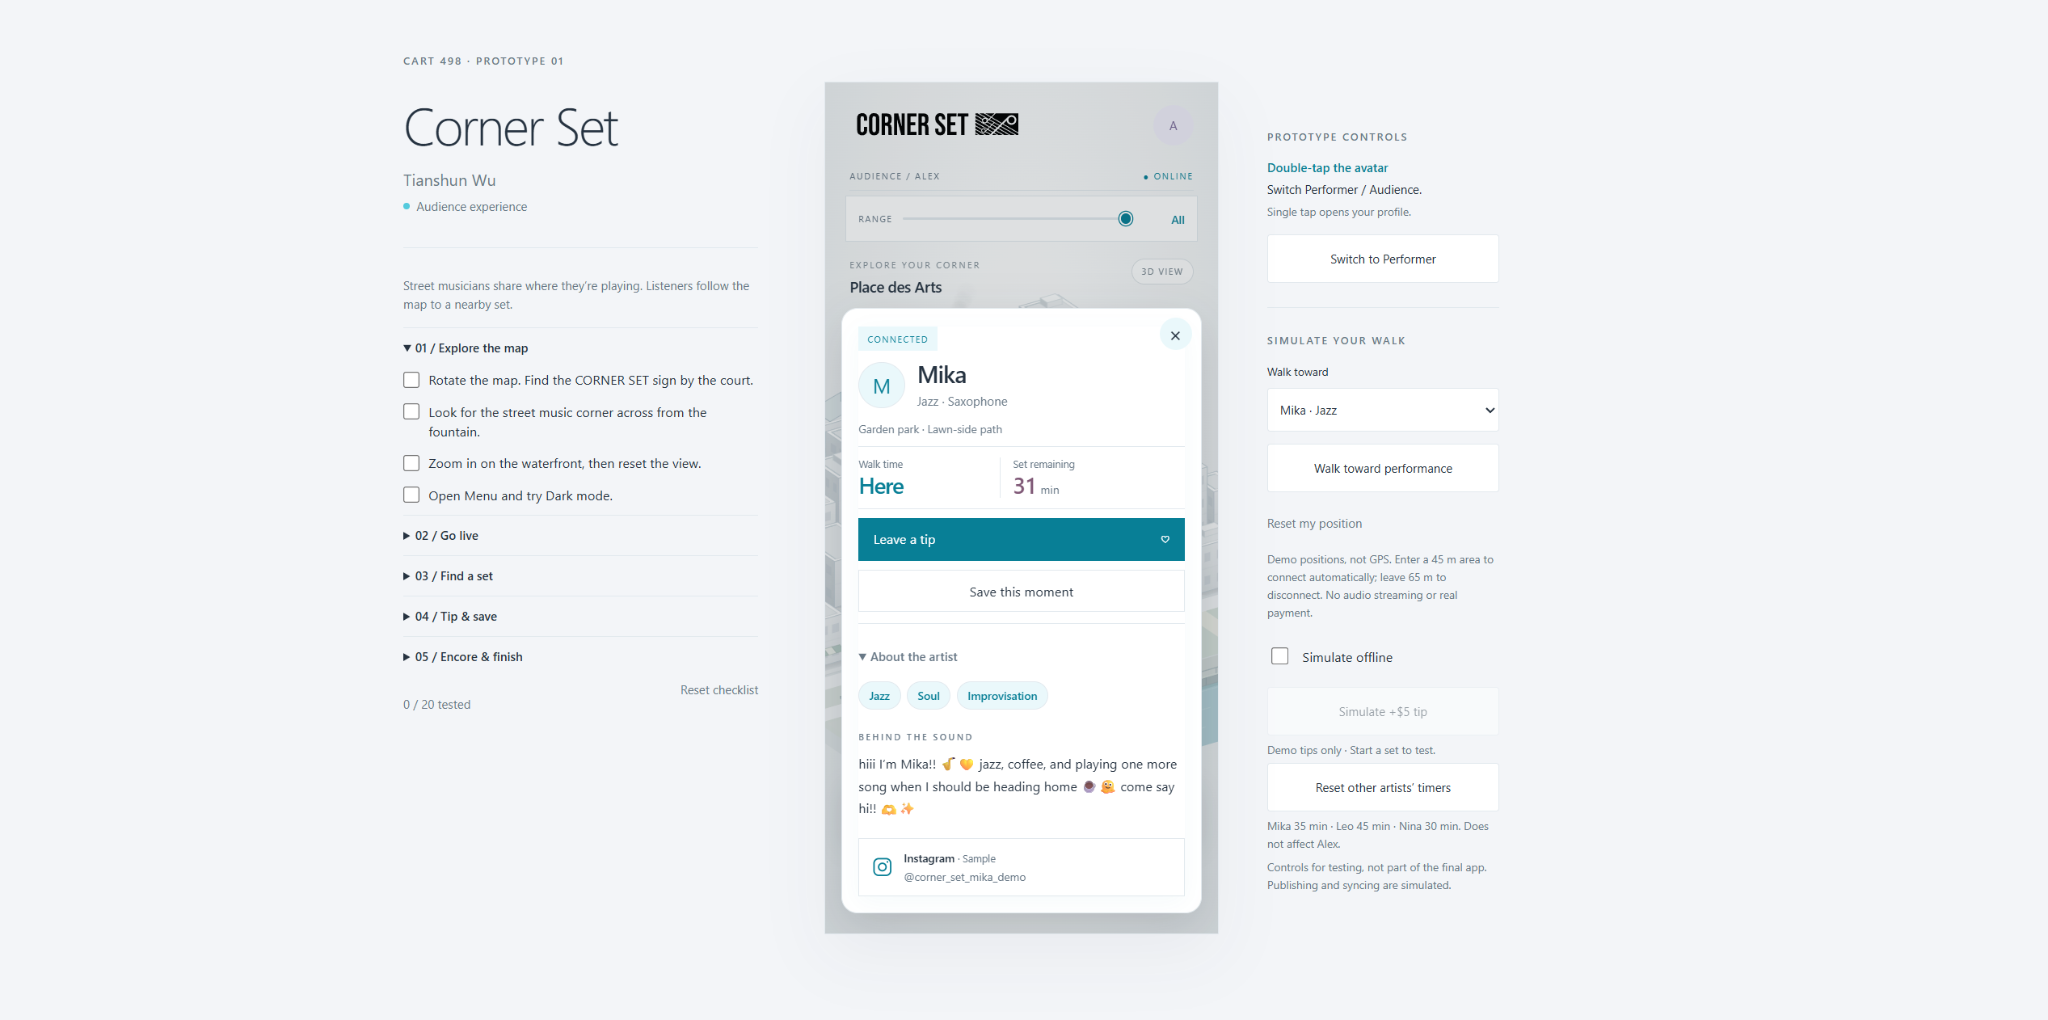 CART 498 · PROTOTYPE 01
Corner Set
Tianshun Wu
Audience experience
Street musicians share where they're playing. Listeners follow the
map to a nearby set.
▼ 01 / Explore the map
Rotate the map. Find the CORNER SET sign by the court.
Look for the street music corner across from the
fountain.
Zoom in on the waterfront, then reset the view.
Open Menu and try Dark mode.
▶ 02 / Go live
▶ 03 / Find a set
▶ 04 / Tip & save
▶ 05 / Encore & finish
Reset checklist
0 / 20 tested
CORNER SET
A
AUDIENCE / ALEX
ONLINE
RANGE
All
EXPLORE YOUR CORNER
3D VIEW
Place des Arts
CONNECTED
M
Mika
Jazz · Saxophone
Garden park · Lawn-side path
Walk time
Here
Set remaining
31 min
Leave a tip
Save this moment
▼ About the artist
Jazz
Soul
Improvisation
BEHIND THE SOUND
hiii I'm Mika!! 🎷 🧡 jazz, coffee, and playing one more
song when I should be heading home ☕ 🤗 come say
hi!! 🫶 ✨
Instagram · Sample
@corner_set_mika_demo
PROTOTYPE CONTROLS
Double-tap the avatar
Switch Performer / Audience.
Single tap opens your profile.
Switch to Performer
SIMULATE YOUR WALK
Walk toward
Mika · Jazz
Walk toward performance
Reset my position
Demo positions, not GPS. Enter a 45 m area to
connect automatically; leave 65 m to
disconnect. No audio streaming or real
payment.
Simulate offline
Simulate +$5 tip
Demo tips only · Start a set to test.
Reset other artists' timers
Mika 35 min · Leo 45 min · Nina 30 min. Does
not affect Alex.
Controls for testing, not part of the final app.
Publishing and syncing are simulated.